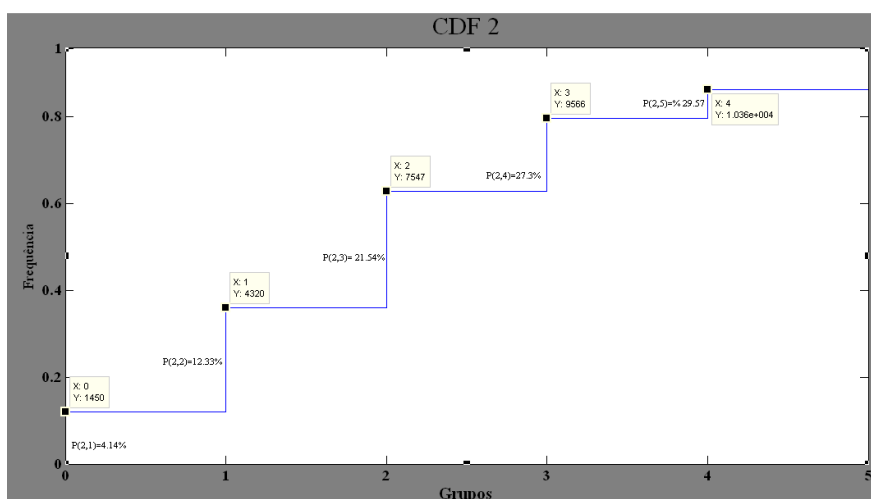 CDF 2
1
X: 4
Y: 1.036e+004
P(2,5)=% 29.57
X: 3
Y: 9566
0.8
P(2,4)=27.3%
X: 2
Y: 7547
0.6
Frequência
P(2,3)= 21.54%
X: 1
Y: 4320
0.4
P(2,2)=12.33%
X: 0
Y: 1450
0.2
P(2,1)=4.14%
0
0 1 2 3 4 5
Grupos